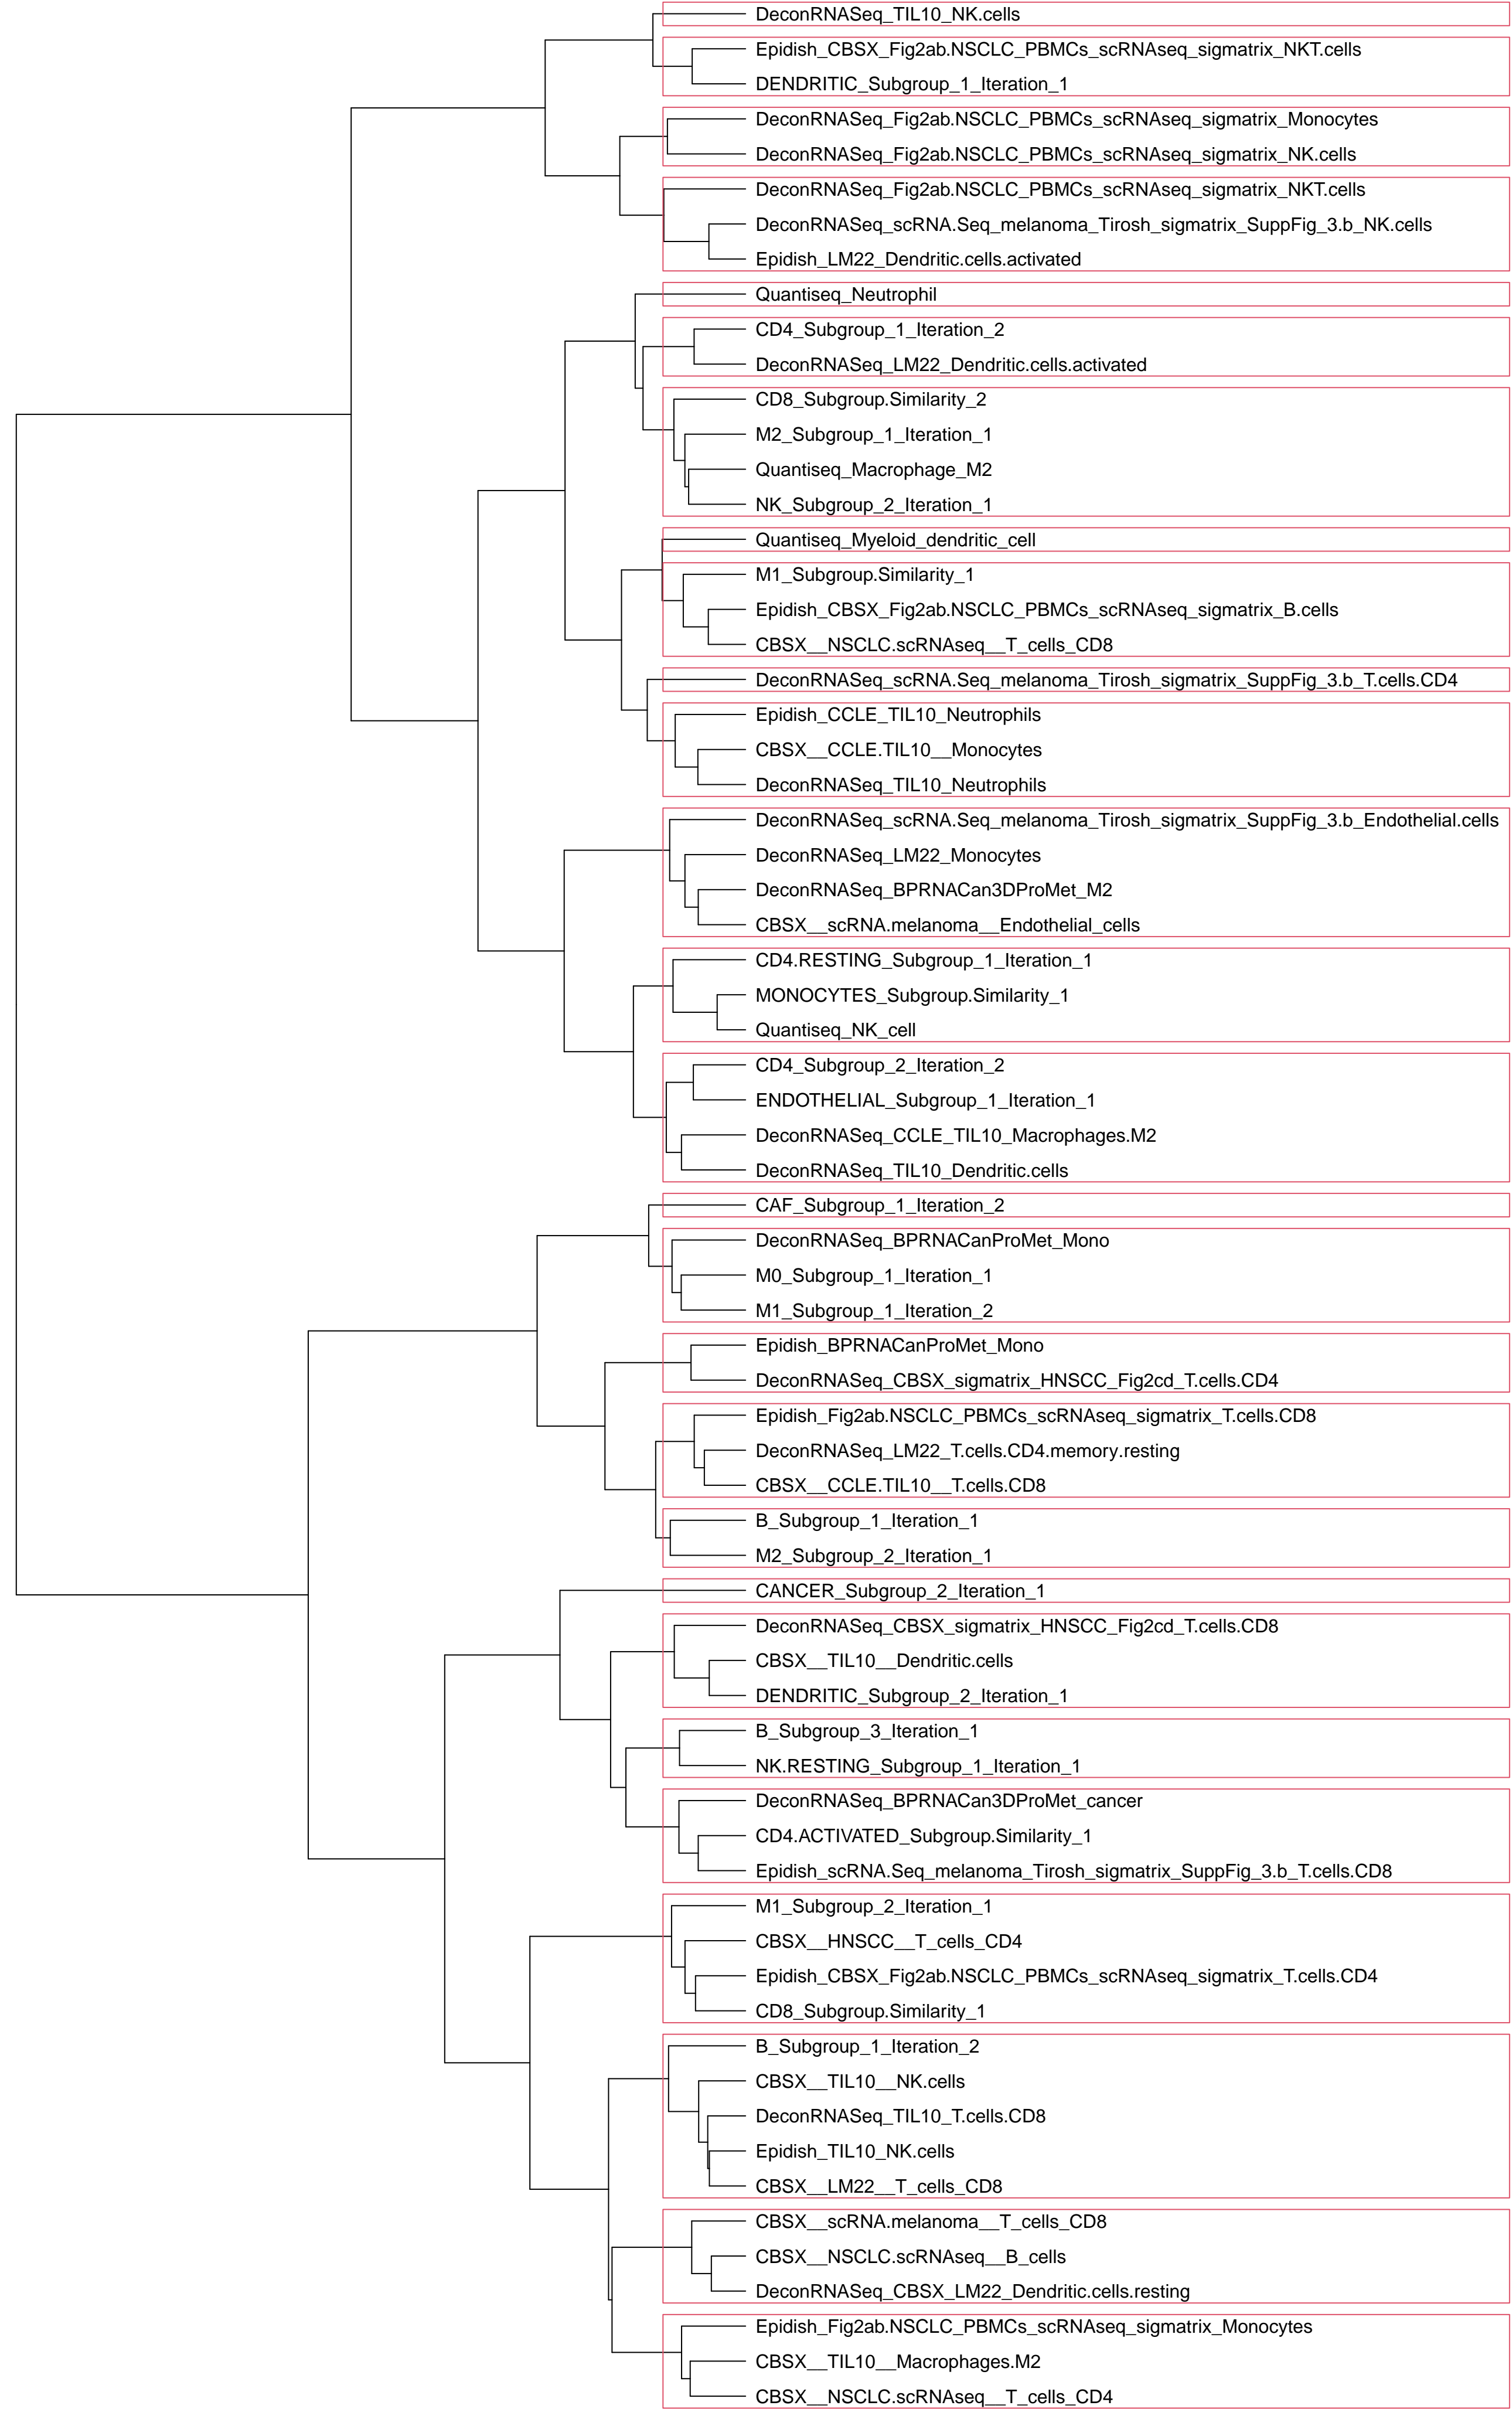 DeconRNASeq_TIL10_NK.cells
Epidish_CBSX_Fig2ab.NSCLC_PBMCs_scRNAseq_sigmatrix_NKT.cells
DENDRITIC_Subgroup_1_Iteration_1
DeconRNASeq_Fig2ab.NSCLC_PBMCs_scRNAseq_sigmatrix_Monocytes
DeconRNASeq_Fig2ab.NSCLC_PBMCs_scRNAseq_sigmatrix_NK.cells
DeconRNASeq_Fig2ab.NSCLC_PBMCs_scRNAseq_sigmatrix_NKT.cells
DeconRNASeq_scRNA.Seq_melanoma_Tirosh_sigmatrix_SuppFig_3.b_NK.cells
Epidish_LM22_Dendritic.cells.activated
Quantiseq_Neutrophil
CD4_Subgroup_1_Iteration_2
DeconRNASeq_LM22_Dendritic.cells.activated
CD8_Subgroup.Similarity_2
M2_Subgroup_1_Iteration_1
Quantiseq_Macrophage_M2
NK_Subgroup_2_Iteration_1
Quantiseq_Myeloid_dendritic_cell
M1_Subgroup.Similarity_1
Epidish_CBSX_Fig2ab.NSCLC_PBMCs_scRNAseq_sigmatrix_B.cells
CBSX__NSCLC.scRNAseq__T_cells_CD8
DeconRNASeq_scRNA.Seq_melanoma_Tirosh_sigmatrix_SuppFig_3.b_T.cells.CD4
Epidish_CCLE_TIL10_Neutrophils
CBSX__CCLE.TIL10__Monocytes
DeconRNASeq_TIL10_Neutrophils
DeconRNASeq_scRNA.Seq_melanoma_Tirosh_sigmatrix_SuppFig_3.b_Endothelial.cells
DeconRNASeq_LM22_Monocytes
DeconRNASeq_BPRNACan3DProMet_M2
CBSX__scRNA.melanoma__Endothelial_cells
CD4.RESTING_Subgroup_1_Iteration_1
MONOCYTES_Subgroup.Similarity_1
Quantiseq_NK_cell
CD4_Subgroup_2_Iteration_2
ENDOTHELIAL_Subgroup_1_Iteration_1
DeconRNASeq_CCLE_TIL10_Macrophages.M2
DeconRNASeq_TIL10_Dendritic.cells
CAF_Subgroup_1_Iteration_2
DeconRNASeq_BPRNACanProMet_Mono
M0_Subgroup_1_Iteration_1
M1_Subgroup_1_Iteration_2
Epidish_BPRNACanProMet_Mono
DeconRNASeq_CBSX_sigmatrix_HNSCC_Fig2cd_T.cells.CD4
Epidish_Fig2ab.NSCLC_PBMCs_scRNAseq_sigmatrix_T.cells.CD8
DeconRNASeq_LM22_T.cells.CD4.memory.resting
CBSX__CCLE.TIL10__T.cells.CD8
B_Subgroup_1_Iteration_1
M2_Subgroup_2_Iteration_1
CANCER_Subgroup_2_Iteration_1
DeconRNASeq_CBSX_sigmatrix_HNSCC_Fig2cd_T.cells.CD8
CBSX__TIL10__Dendritic.cells
DENDRITIC_Subgroup_2_Iteration_1
B_Subgroup_3_Iteration_1
NK.RESTING_Subgroup_1_Iteration_1
DeconRNASeq_BPRNACan3DProMet_cancer
CD4.ACTIVATED_Subgroup.Similarity_1
Epidish_scRNA.Seq_melanoma_Tirosh_sigmatrix_SuppFig_3.b_T.cells.CD8
M1_Subgroup_2_Iteration_1
CBSX__HNSCC__T_cells_CD4
Epidish_CBSX_Fig2ab.NSCLC_PBMCs_scRNAseq_sigmatrix_T.cells.CD4
CD8_Subgroup.Similarity_1
B_Subgroup_1_Iteration_2
CBSX__TIL10__NK.cells
DeconRNASeq_TIL10_T.cells.CD8
Epidish_TIL10_NK.cells
CBSX__LM22__T_cells_CD8
CBSX__scRNA.melanoma__T_cells_CD8
CBSX__NSCLC.scRNAseq__B_cells
DeconRNASeq_CBSX_LM22_Dendritic.cells.resting
Epidish_Fig2ab.NSCLC_PBMCs_scRNAseq_sigmatrix_Monocytes
CBSX__TIL10__Macrophages.M2
CBSX__NSCLC.scRNAseq__T_cells_CD4